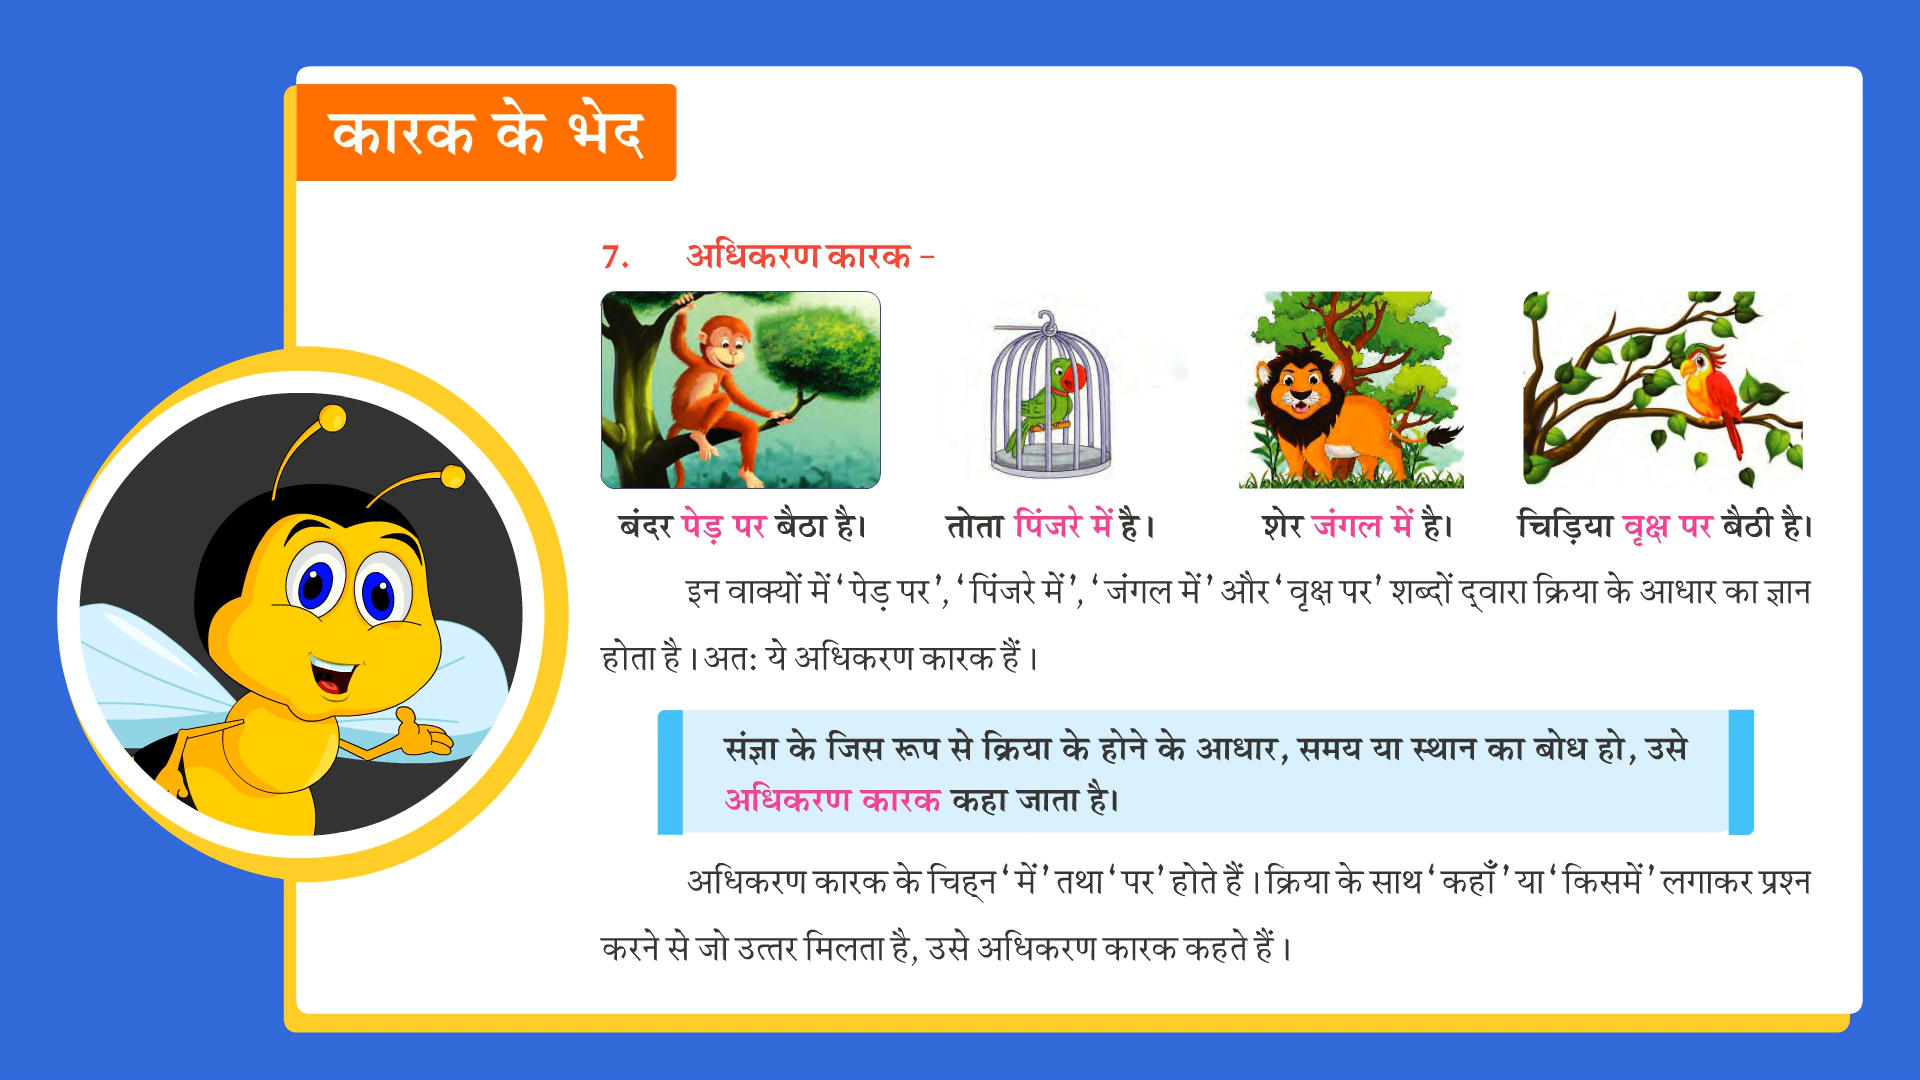 कारक के भेद
7. अधिकरण कारक –
बंदर पेड़ पर बैठा है।
तोता पिंजरे में है।
शेर जंगल में है।
चिड़िया वृक्ष पर बैठी है।
इन वाक्यों में ‘पेड़ पर’, ‘पिंजरे में’, ‘जंगल में’ और ‘वृक्ष पर’ शब्दों द्‌वारा क्रिया के आधार का ज्ञान
होता है। अत: ये अधिकरण कारक हैं।
संज्ञा के जिस रूप से क्रिया के होने के आधार, समय या स्थान का बोध हो, उसे
अधिकरण कारक कहा जाता है।
अधिकरण कारक के चिह्‌न ‘में’ तथा ‘पर’ होते हैं। क्रिया के साथ ‘कहाँ’ या ‘किसमें’ लगाकर प्रश्न
करने से जो उत्तर मिलता है, उसे अधिकरण कारक कहते हैं।